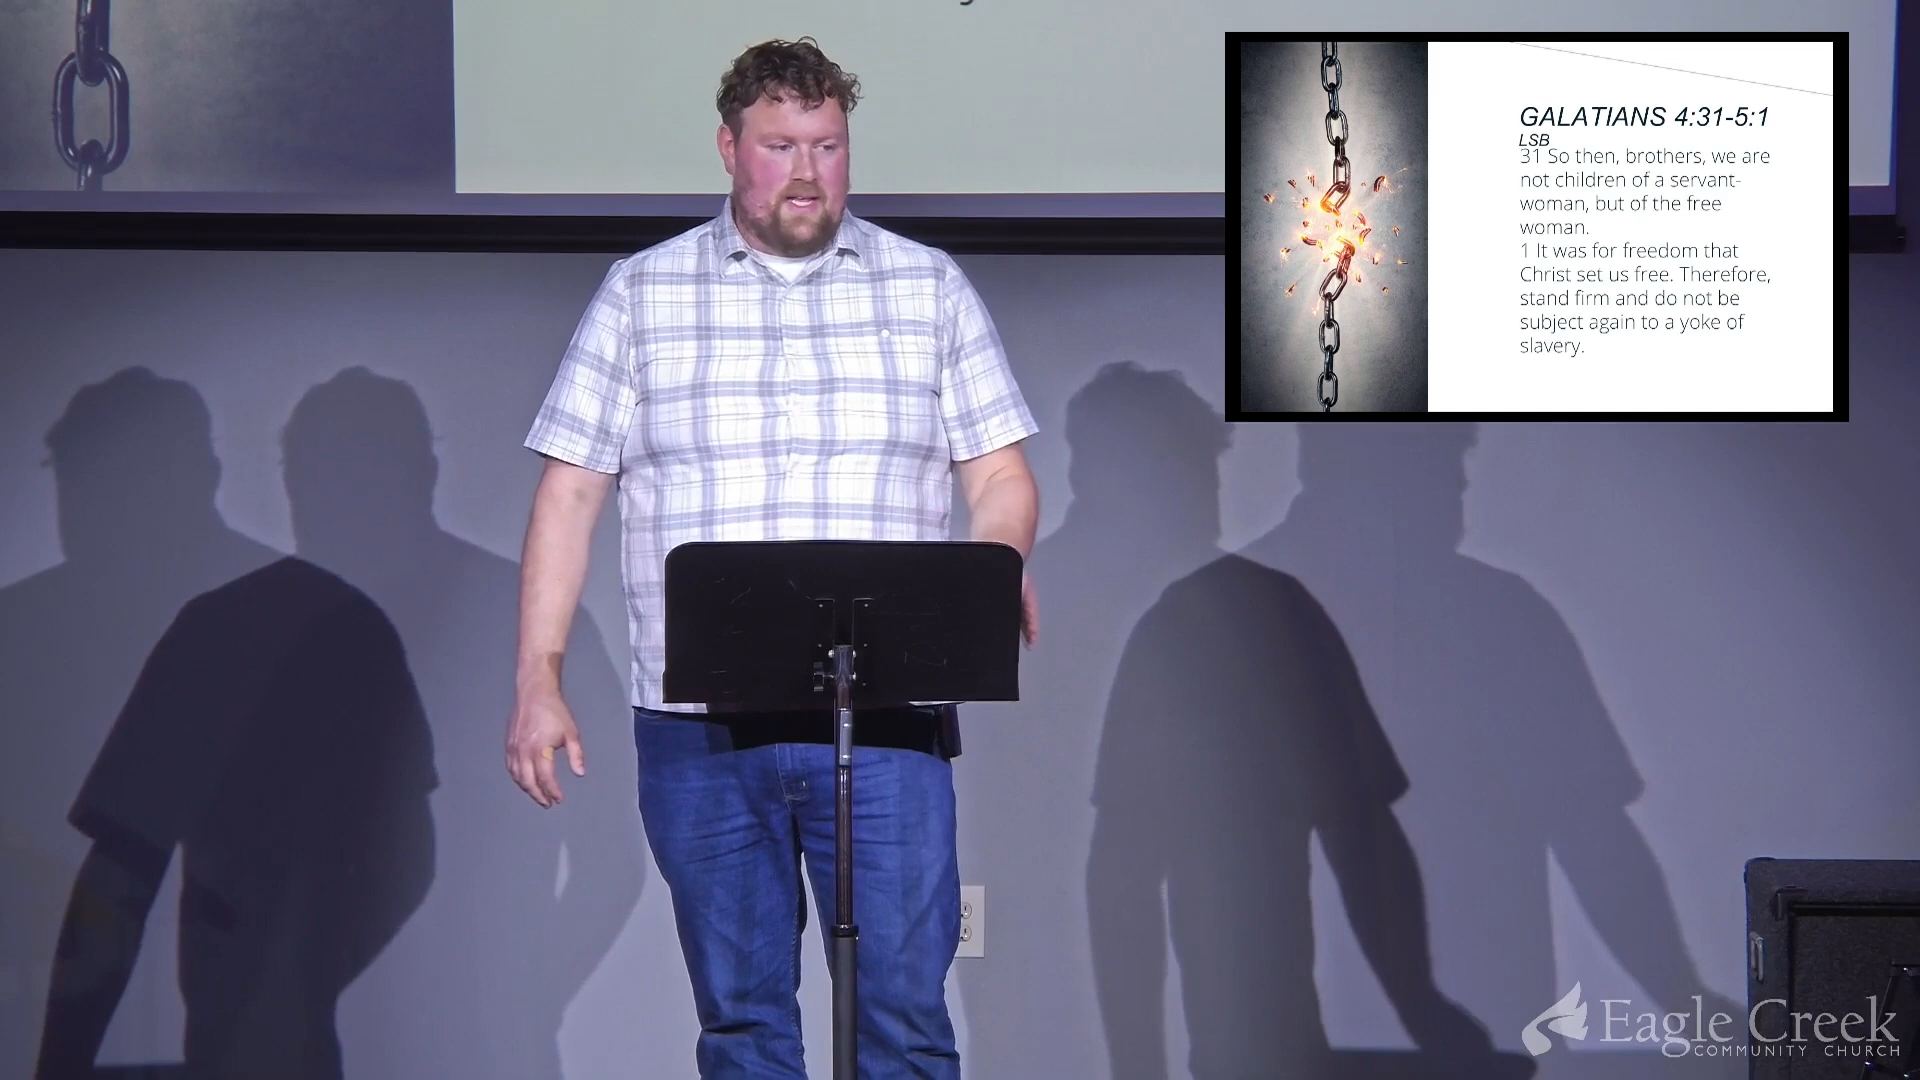 GALATIANS 4:31-5:1
LSB
31 So then, brothers, we are
not children of a servant-
woman, but of the free
woman.
1 It was for freedom that
Christ set us free. Therefore,
stand firm and do not be
subject again to a yoke of
slavery.
Eagle Creek
COMMUNITY CHURCH